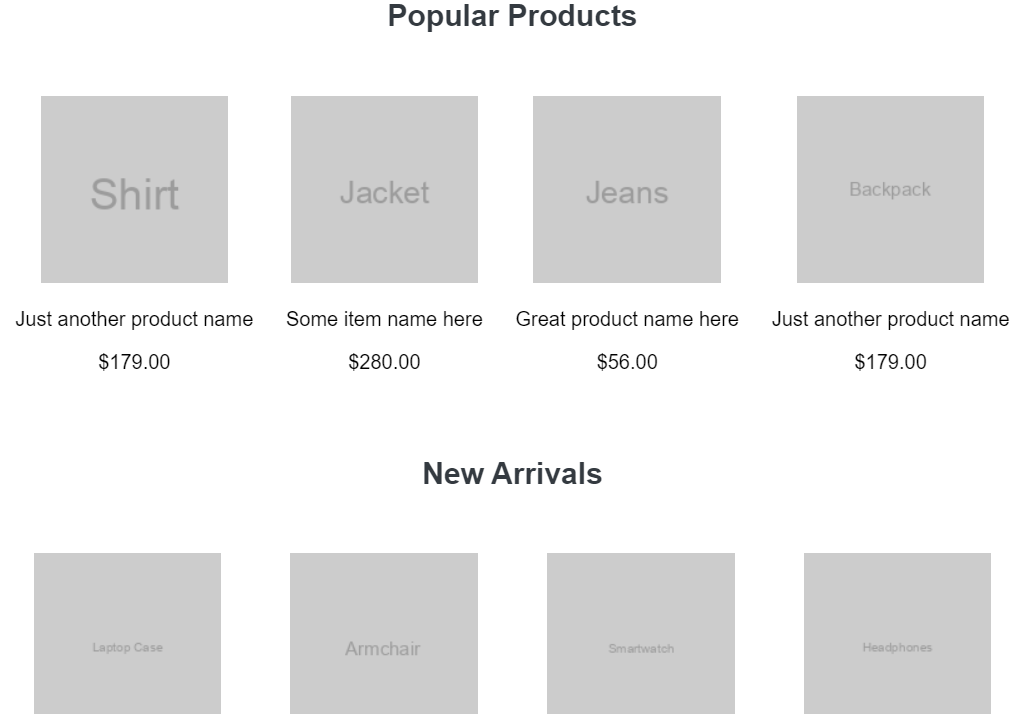 Popular Products
Shirt
Jacket
Jeans
Backpack
Just another product name
Some item name here
Great product name here
Just another product name
$179.00
$280.00
$56.00
$179.00
New Arrivals
Laptop Case
Armchair
Smartwatch
Headphones